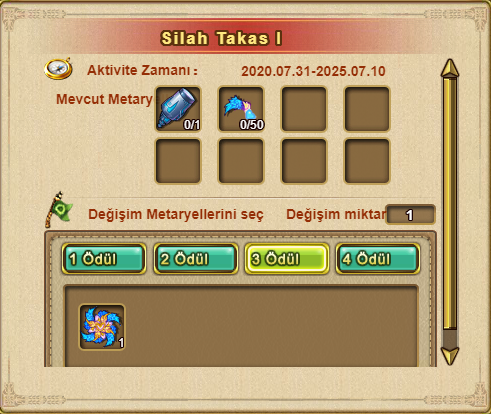 Silah Takas I
Aktivite Zamanı : 2020.07.31-2025.07.10
Mevcut Metary
0/1 0/50
Değişim Metaryellerini seç Değişim miktar 1
1 Ödül 2 Ödül 3 Ödül 4 Ödül
1